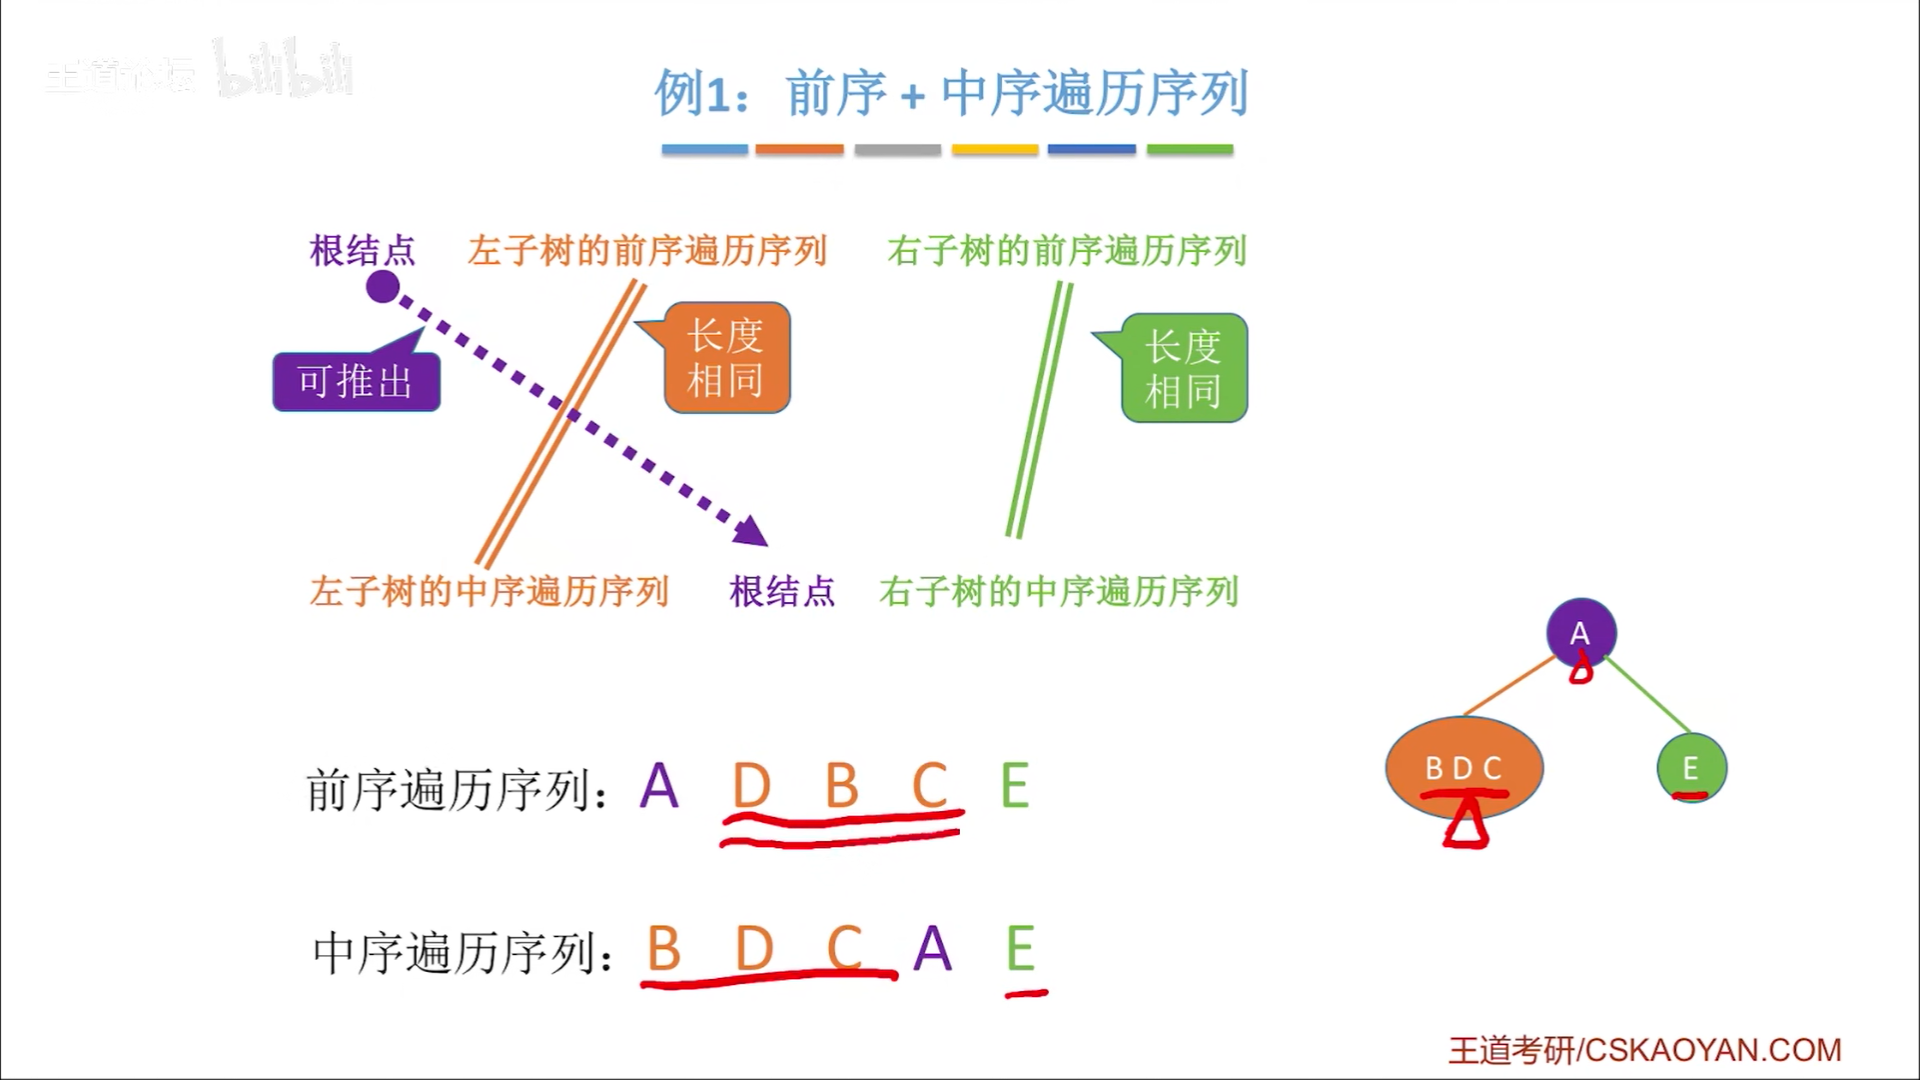 王道论坛 bilibili
例1：前序 + 中序遍历序列
根结点 左子树的前序遍历序列 右子树的前序遍历序列
可推出
长度
相同
长度
相同
左子树的中序遍历序列 根结点 右子树的中序遍历序列
A
B D C
E
前序遍历序列：A D B C E
中序遍历序列：B D C A E
王道考研/CSKAOYAN.COM